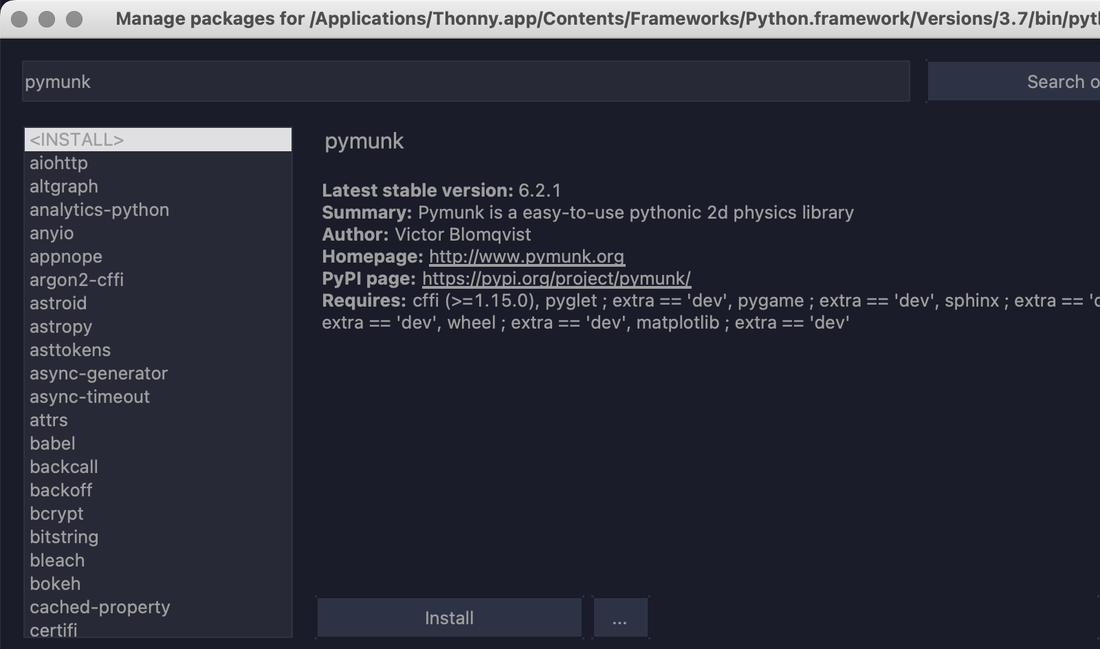 Manage packages for /Applications/Thonny.app/Contents/Frameworks/Python.framework/Versions/3.7/bin/pyt
pymunk
Search o
<INSTALL>
aiohttp
altgraph
analytics-python
anyio
appnope
argon2-cffi
astroid
astropy
asttokens
async-generator
async-timeout
attrs
babel
backcall
backoff
bcrypt
bitstring
bleach
bokeh
cached-property
certifi
pymunk
Latest stable version: 6.2.1
Summary: Pymunk is a easy-to-use pythonic 2d physics library
Author: Victor Blomqvist
Homepage: http://www.pymunk.org
PyPI page: https://pypi.org/project/pymunk/
Requires: cffi (>=1.15.0), pyglet ; extra == 'dev', pygame ; extra == 'dev', sphinx ; extra == 'd
extra == 'dev', wheel ; extra == 'dev', matplotlib ; extra == 'dev'
Install
...